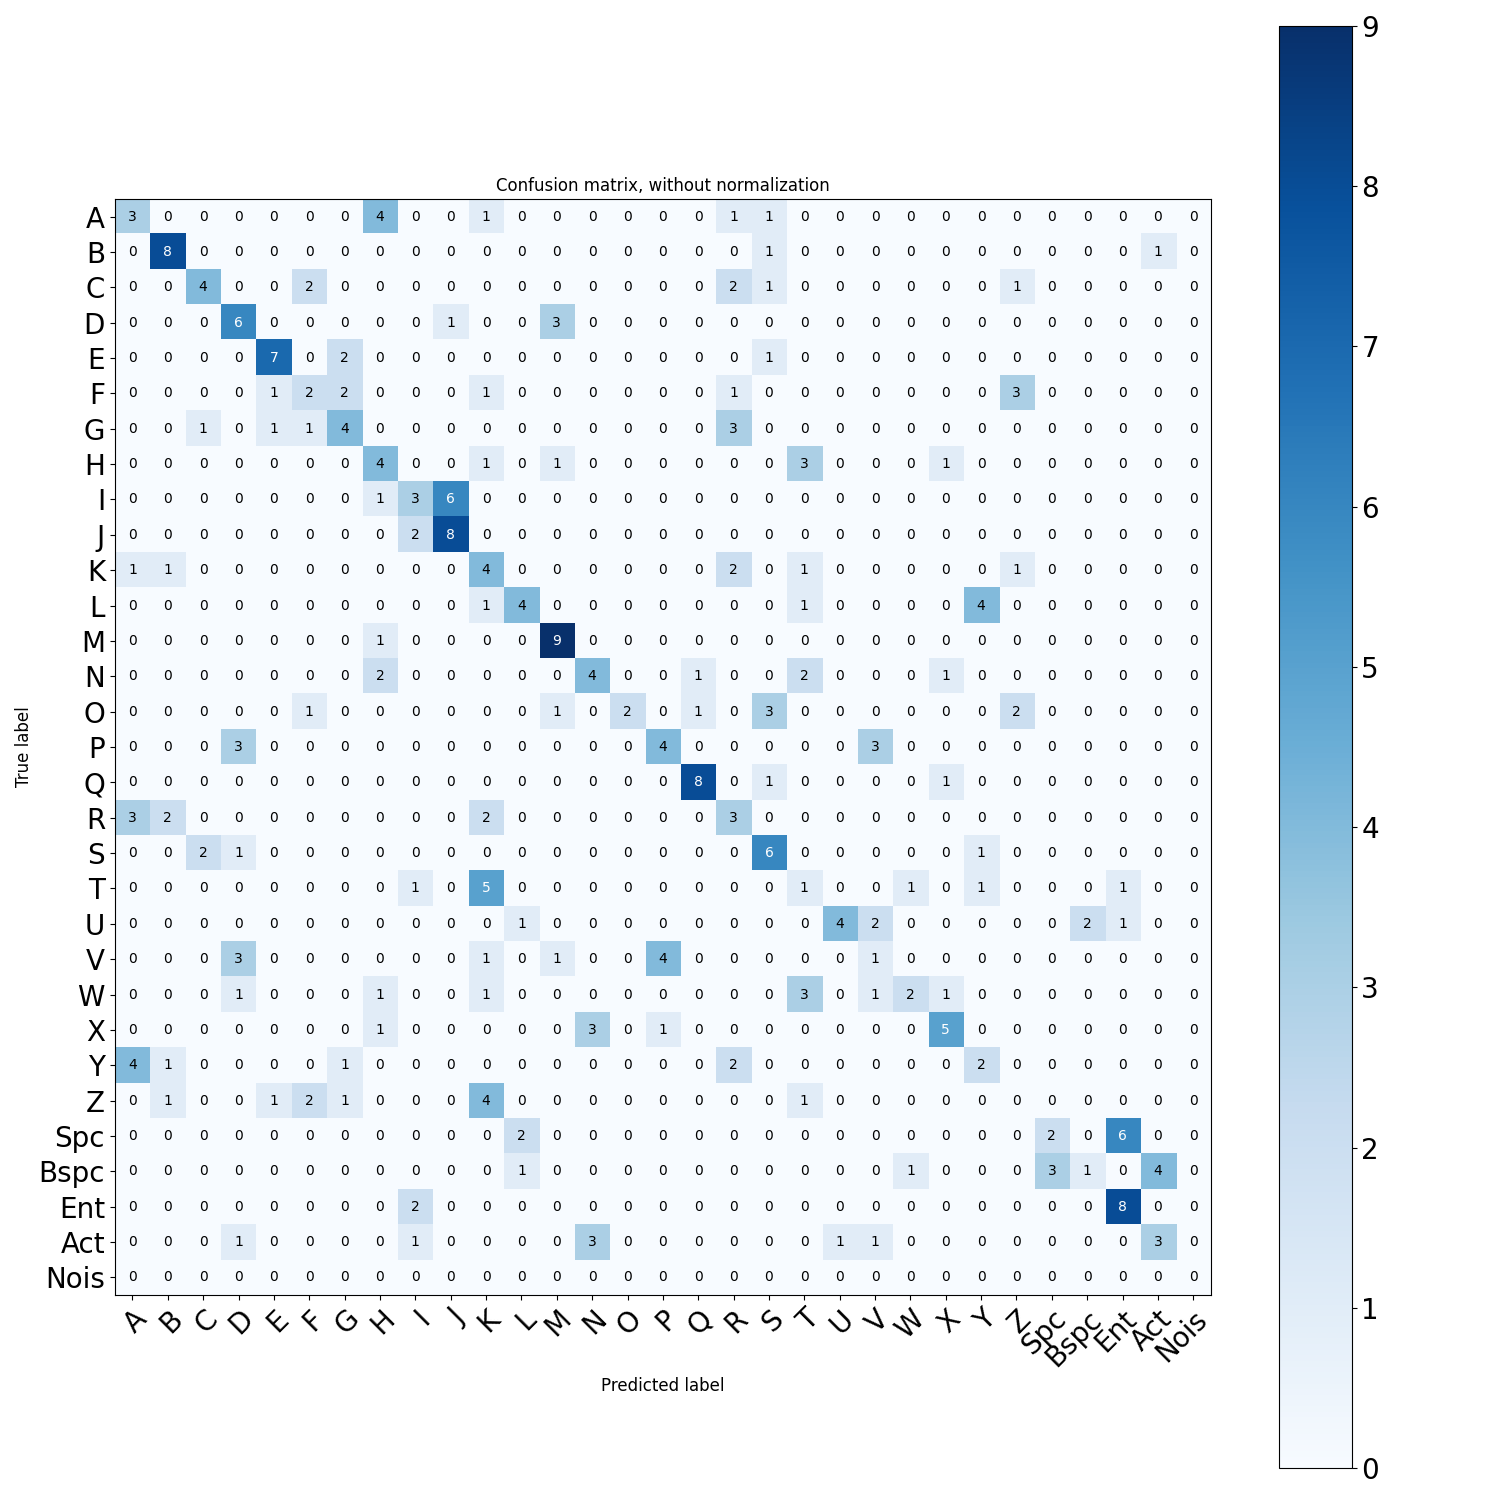 Confusion matrix, without normalization
A 3 0 0 0 0 0 0 4 0 0 1 0 0 0 0 0 0 1 1 0 0 0 0 0 0 0 0 0 0 0 0
B 0 8 0 0 0 0 0 0 0 0 0 0 0 0 0 0 0 0 1 0 0 0 0 0 0 0 0 0 0 1 0
C 0 0 4 0 0 2 0 0 0 0 0 0 0 0 0 0 0 2 1 0 0 0 0 0 0 1 0 0 0 0 0
D 0 0 0 6 0 0 0 0 0 1 0 0 3 0 0 0 0 0 0 0 0 0 0 0 0 0 0 0 0 0 0
E 0 0 0 0 7 0 2 0 0 0 0 0 0 0 0 0 0 0 1 0 0 0 0 0 0 0 0 0 0 0 0
F 0 0 0 0 1 2 2 0 0 0 1 0 0 0 0 0 0 1 0 0 0 0 0 0 0 3 0 0 0 0 0
G 0 0 1 0 1 1 4 0 0 0 0 0 0 0 0 0 0 3 0 0 0 0 0 0 0 0 0 0 0 0 0
H 0 0 0 0 0 0 0 4 0 0 1 0 1 0 0 0 0 0 0 3 0 0 0 1 0 0 0 0 0 0 0
I 0 0 0 0 0 0 0 1 3 6 0 0 0 0 0 0 0 0 0 0 0 0 0 0 0 0 0 0 0 0 0
J 0 0 0 0 0 0 0 0 2 8 0 0 0 0 0 0 0 0 0 0 0 0 0 0 0 0 0 0 0 0 0
K 1 1 0 0 0 0 0 0 0 0 4 0 0 0 0 0 0 2 0 1 0 0 0 0 0 1 0 0 0 0 0
L 0 0 0 0 0 0 0 0 0 0 1 4 0 0 0 0 0 0 0 1 0 0 0 0 4 0 0 0 0 0 0
M 0 0 0 0 0 0 0 1 0 0 0 0 9 0 0 0 0 0 0 0 0 0 0 0 0 0 0 0 0 0 0
N 0 0 0 0 0 0 0 2 0 0 0 0 0 4 0 0 1 0 0 2 0 0 0 1 0 0 0 0 0 0 0
O 0 0 0 0 0 1 0 0 0 0 0 0 1 0 2 0 1 0 3 0 0 0 0 0 0 2 0 0 0 0 0
P 0 0 0 3 0 0 0 0 0 0 0 0 0 0 0 4 0 0 0 0 0 3 0 0 0 0 0 0 0 0 0
Q 0 0 0 0 0 0 0 0 0 0 0 0 0 0 0 0 8 0 1 0 0 0 0 1 0 0 0 0 0 0 0
R 3 2 0 0 0 0 0 0 0 0 2 0 0 0 0 0 0 3 0 0 0 0 0 0 0 0 0 0 0 0 0
S 0 0 2 1 0 0 0 0 0 0 0 0 0 0 0 0 0 0 6 0 0 0 0 0 1 0 0 0 0 0 0
T 0 0 0 0 0 0 0 0 1 0 5 0 0 0 0 0 0 0 0 1 0 0 1 0 1 0 0 0 1 0 0
U 0 0 0 0 0 0 0 0 0 0 0 1 0 0 0 0 0 0 0 0 4 2 0 0 0 0 0 2 1 0 0
V 0 0 0 3 0 0 0 0 0 0 1 0 1 0 0 4 0 0 0 0 0 1 0 0 0 0 0 0 0 0 0
W 0 0 0 1 0 0 0 1 0 0 1 0 0 0 0 0 0 0 0 3 0 1 2 1 0 0 0 0 0 0 0
X 0 0 0 0 0 0 0 1 0 0 0 0 0 3 0 1 0 0 0 0 0 0 0 5 0 0 0 0 0 0 0
Y 4 1 0 0 0 0 1 0 0 0 0 0 0 0 0 0 0 2 0 0 0 0 0 0 2 0 0 0 0 0 0
Z 0 1 0 0 1 2 1 0 0 0 4 0 0 0 0 0 0 0 0 1 0 0 0 0 0 0 0 0 0 0 0
Spc 0 0 0 0 0 0 0 0 0 0 0 2 0 0 0 0 0 0 0 0 0 0 0 0 0 0 2 0 6 0 0
Bspc 0 0 0 0 0 0 0 0 0 0 0 1 0 0 0 0 0 0 0 0 0 0 1 0 0 0 3 1 0 4 0
Ent 0 0 0 0 0 0 0 0 2 0 0 0 0 0 0 0 0 0 0 0 0 0 0 0 0 0 0 0 8 0 0
Act 0 0 0 1 0 0 0 0 1 0 0 0 0 3 0 0 0 0 0 0 1 1 0 0 0 0 0 0 0 3 0
Nois 0 0 0 0 0 0 0 0 0 0 0 0 0 0 0 0 0 0 0 0 0 0 0 0 0 0 0 0 0 0 0
A B C D E F G H I J K L M N O P Q R S T U V W X Y Z Spc Bspc Ent Act Nois
Predicted label
True label
9
8
7
6
5
4
3
2
1
0